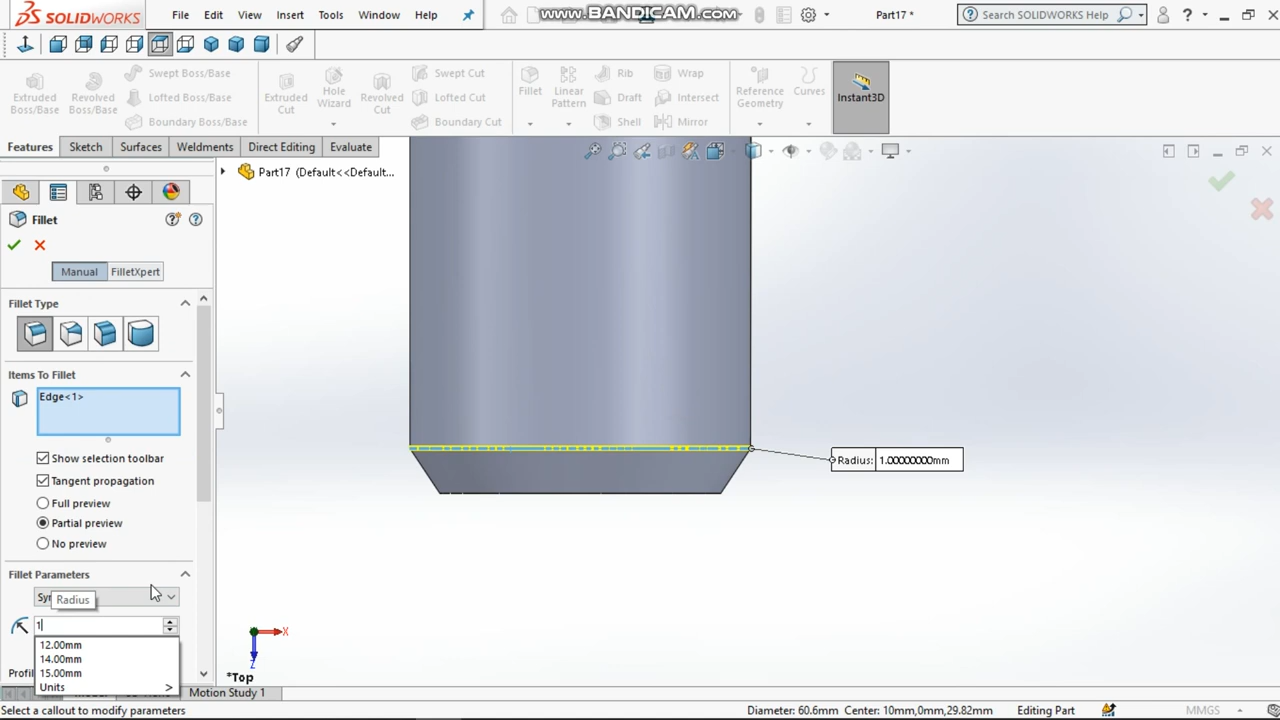 SOLIDWORKS
File Edit View Insert Tools Window Help
www.BANDICAM.com
Part17 *
Search SOLIDWORKS Help
?
Extruded Boss/Base
Revolved Boss/Base
Swept Boss/Base
Lofted Boss/Base
Boundary Boss/Base
Extruded Cut
Hole Wizard
Revolved Cut
Swept Cut
Lofted Cut
Boundary Cut
Fillet
Linear Pattern
Rib
Draft
Shell
Wrap
Intersect
Mirror
Reference Geometry
Curves
Instant3D
Features Sketch Surfaces Weldments Direct Editing Evaluate
Part17 (Default<<Default...
Fillet
Manual FilletXpert
Fillet Type
Items To Fillet
Edge<1>
Show selection toolbar
Tangent propagation
Full preview
Partial preview
No preview
Fillet Parameters
Radius
1
12.00mm
14.00mm
15.00mm
Units >
Radius: 1.00000000mm
X
Z
*Top
Motion Study 1
Select a callout to modify parameters
Diameter: 60.6mm Center: 10mm,0mm,29.82mm
Editing Part
MMGS